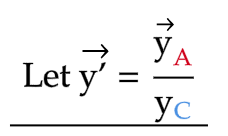 Let y⃗′ = y⃗_A / y_C